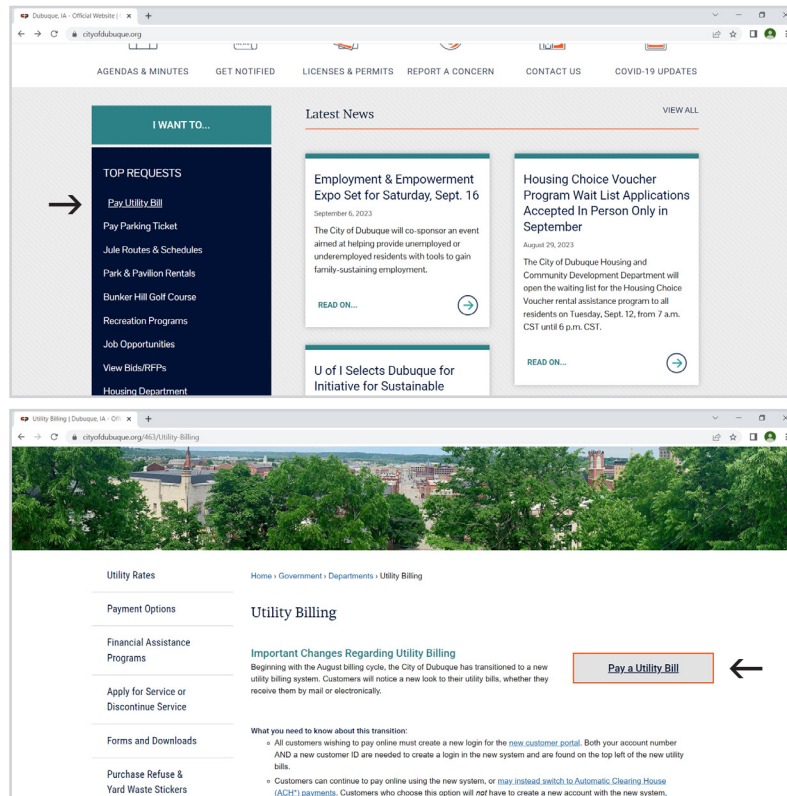 Dubuque, IA - Official Website |
cityofdubuque.org
AGENDAS & MINUTES
GET NOTIFIED
LICENSES & PERMITS
REPORT A CONCERN
CONTACT US
COVID-19 UPDATES
I WANT TO...
TOP REQUESTS
Pay Utility Bill
Pay Parking Ticket
Jule Routes & Schedules
Park & Pavilion Rentals
Bunker Hill Golf Course
Recreation Programs
Job Opportunities
View Bids/RFPs
Housing Department
Latest News
VIEW ALL
Employment & Empowerment
Expo Set for Saturday, Sept. 16
September 6, 2023
The City of Dubuque will co-sponsor an event
aimed at helping provide unemployed or
underemployed residents with tools to gain
family-sustaining employment.
READ ON...
U of I Selects Dubuque for
Initiative for Sustainable
Housing Choice Voucher
Program Wait List Applications
Accepted In Person Only in
September
August 29, 2023
The City of Dubuque Housing and
Community Development Department will
open the waiting list for the Housing Choice
Voucher rental assistance program to all
residents on Tuesday, Sept. 12, from 7 a.m.
CST until 6 p.m. CST.
READ ON...
Utility Billing | Dubuque, IA - Offi
cityofdubuque.org/463/Utility-Billing
Utility Rates
Payment Options
Financial Assistance
Programs
Apply for Service or
Discontinue Service
Forms and Downloads
Purchase Refuse &
Yard Waste Stickers
Home › Government › Departments › Utility Billing
Utility Billing
Important Changes Regarding Utility Billing
Beginning with the August billing cycle, the City of Dubuque has transitioned to a new
utility billing system. Customers will notice a new look to their utility bills, whether they
receive them by mail or electronically.
Pay a Utility Bill
What you need to know about this transition:
All customers wishing to pay online must create a new login for the new customer portal. Both your account number
AND a new customer ID are needed to create a login in the new system and are found on the top left of the new utility
bills.
Customers can continue to pay online using the new system, or may instead switch to Automatic Clearing House
(ACH*) payments. Customers who choose this option will not have to create a new account with the new system,